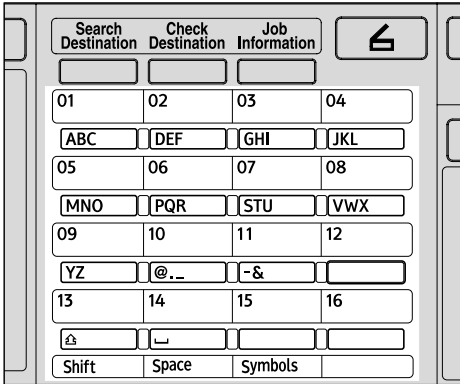 Search Destination
Check Destination
Job Information
01 02 03 04
ABC DEF GHI JKL
05 06 07 08
MNO PQR STU VWX
09 10 11 12
YZ @._ -&
13 14 15 16
Shift Space Symbols